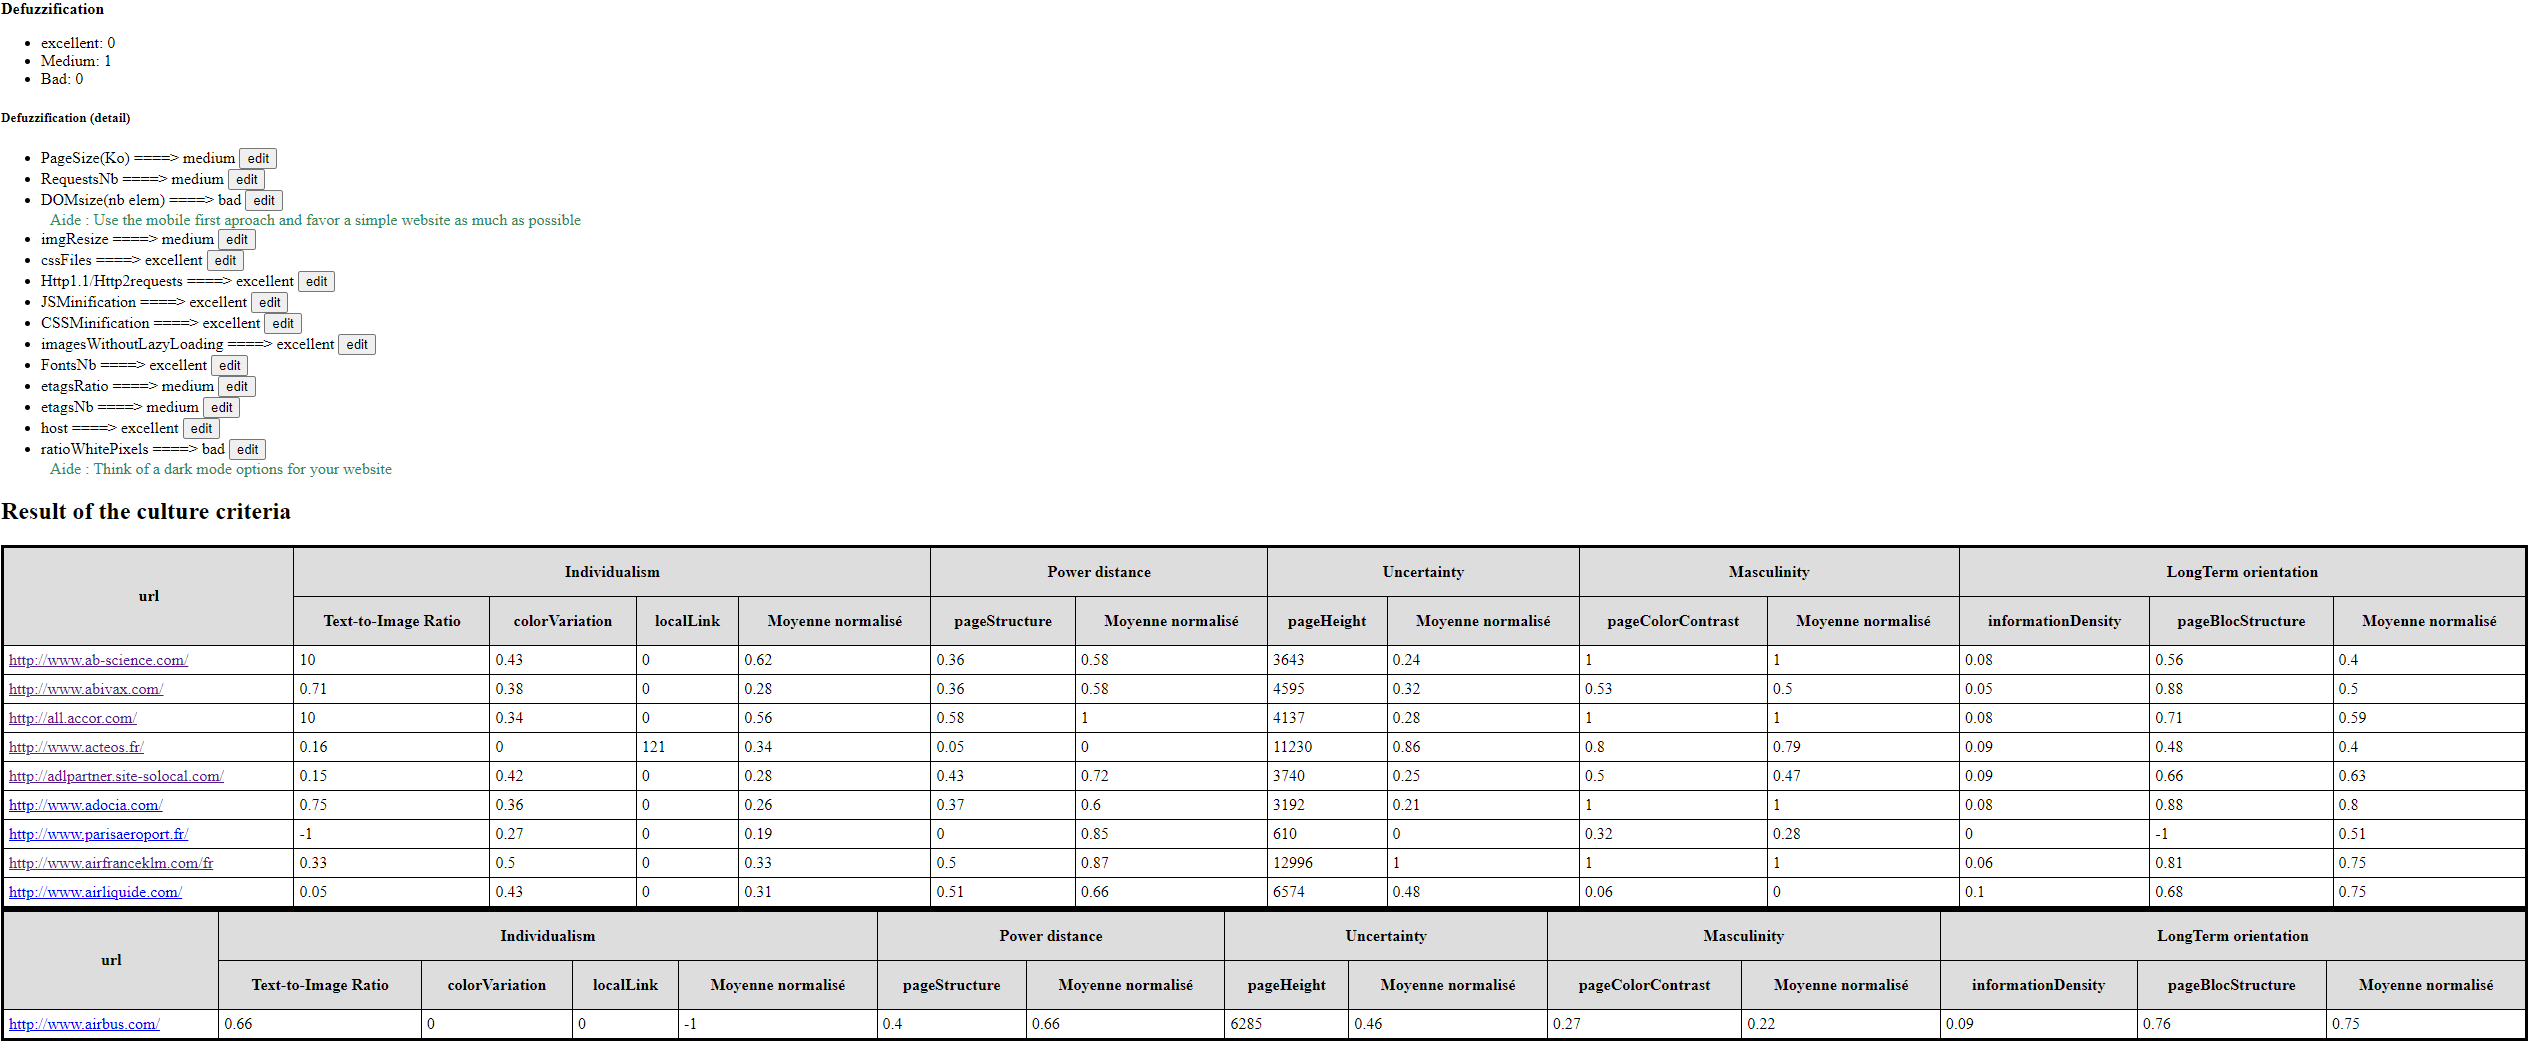 Defuzzification
excellent: 0
Medium: 1
Bad: 0
Defuzzification (detail)
PageSize(Ko) ====> medium edit
RequestsNb ====> medium edit
DOMsize(nb elem) ====> bad edit
Aide : Use the mobile first aproach and favor a simple website as much as possible
imgResize ====> medium edit
cssFiles ====> excellent edit
Http1.1/Http2requests ====> excellent edit
JSMinification ====> excellent edit
CSSMinification ====> excellent edit
imagesWithoutLazyLoading ====> excellent edit
FontsNb ====> excellent edit
etagsRatio ====> medium edit
etagsNb ====> medium edit
host ====> excellent edit
ratioWhitePixels ====> bad edit
Aide : Think of a dark mode options for your website
Result of the culture criteria
url Individualism Power distance Uncertainty Masculinity LongTerm orientation
Text-to-Image Ratio colorVariation localLink Moyenne normalisé pageStructure Moyenne normalisé pageHeight Moyenne normalisé pageColorContrast Moyenne normalisé informationDensity pageBlocStructure Moyenne normalisé
http://www.ab-science.com/ 10 0.43 0 0.62 0.36 0.58 3643 0.24 1 1 0.08 0.56 0.4
http://www.abivax.com/ 0.71 0.38 0 0.28 0.36 0.58 4595 0.32 0.53 0.5 0.05 0.88 0.5
http://all.accor.com/ 10 0.34 0 0.56 0.58 1 4137 0.28 1 1 0.08 0.71 0.59
http://www.acteos.fr/ 0.16 0 121 0.34 0.05 0 11230 0.86 0.8 0.79 0.09 0.48 0.4
http://adlpartner.site-solocal.com/ 0.15 0.42 0 0.28 0.43 0.72 3740 0.25 0.5 0.47 0.09 0.66 0.63
http://www.adocia.com/ 0.75 0.36 0 0.26 0.37 0.6 3192 0.21 1 1 0.08 0.88 0.8
http://www.parisaeroport.fr/ -1 0.27 0 0.19 0 0.85 610 0 0.32 0.28 0 -1 0.51
http://www.airfranceklm.com/fr 0.33 0.5 0 0.33 0.5 0.87 12996 1 1 1 0.06 0.81 0.75
http://www.airliquide.com/ 0.05 0.43 0 0.31 0.51 0.66 6574 0.48 0.06 0 0.1 0.68 0.75
url Individualism Power distance Uncertainty Masculinity LongTerm orientation
Text-to-Image Ratio colorVariation localLink Moyenne normalisé pageStructure Moyenne normalisé pageHeight Moyenne normalisé pageColorContrast Moyenne normalisé informationDensity pageBlocStructure Moyenne normalisé
http://www.airbus.com/ 0.66 0 0 -1 0.4 0.66 6285 0.46 0.27 0.22 0.09 0.76 0.75